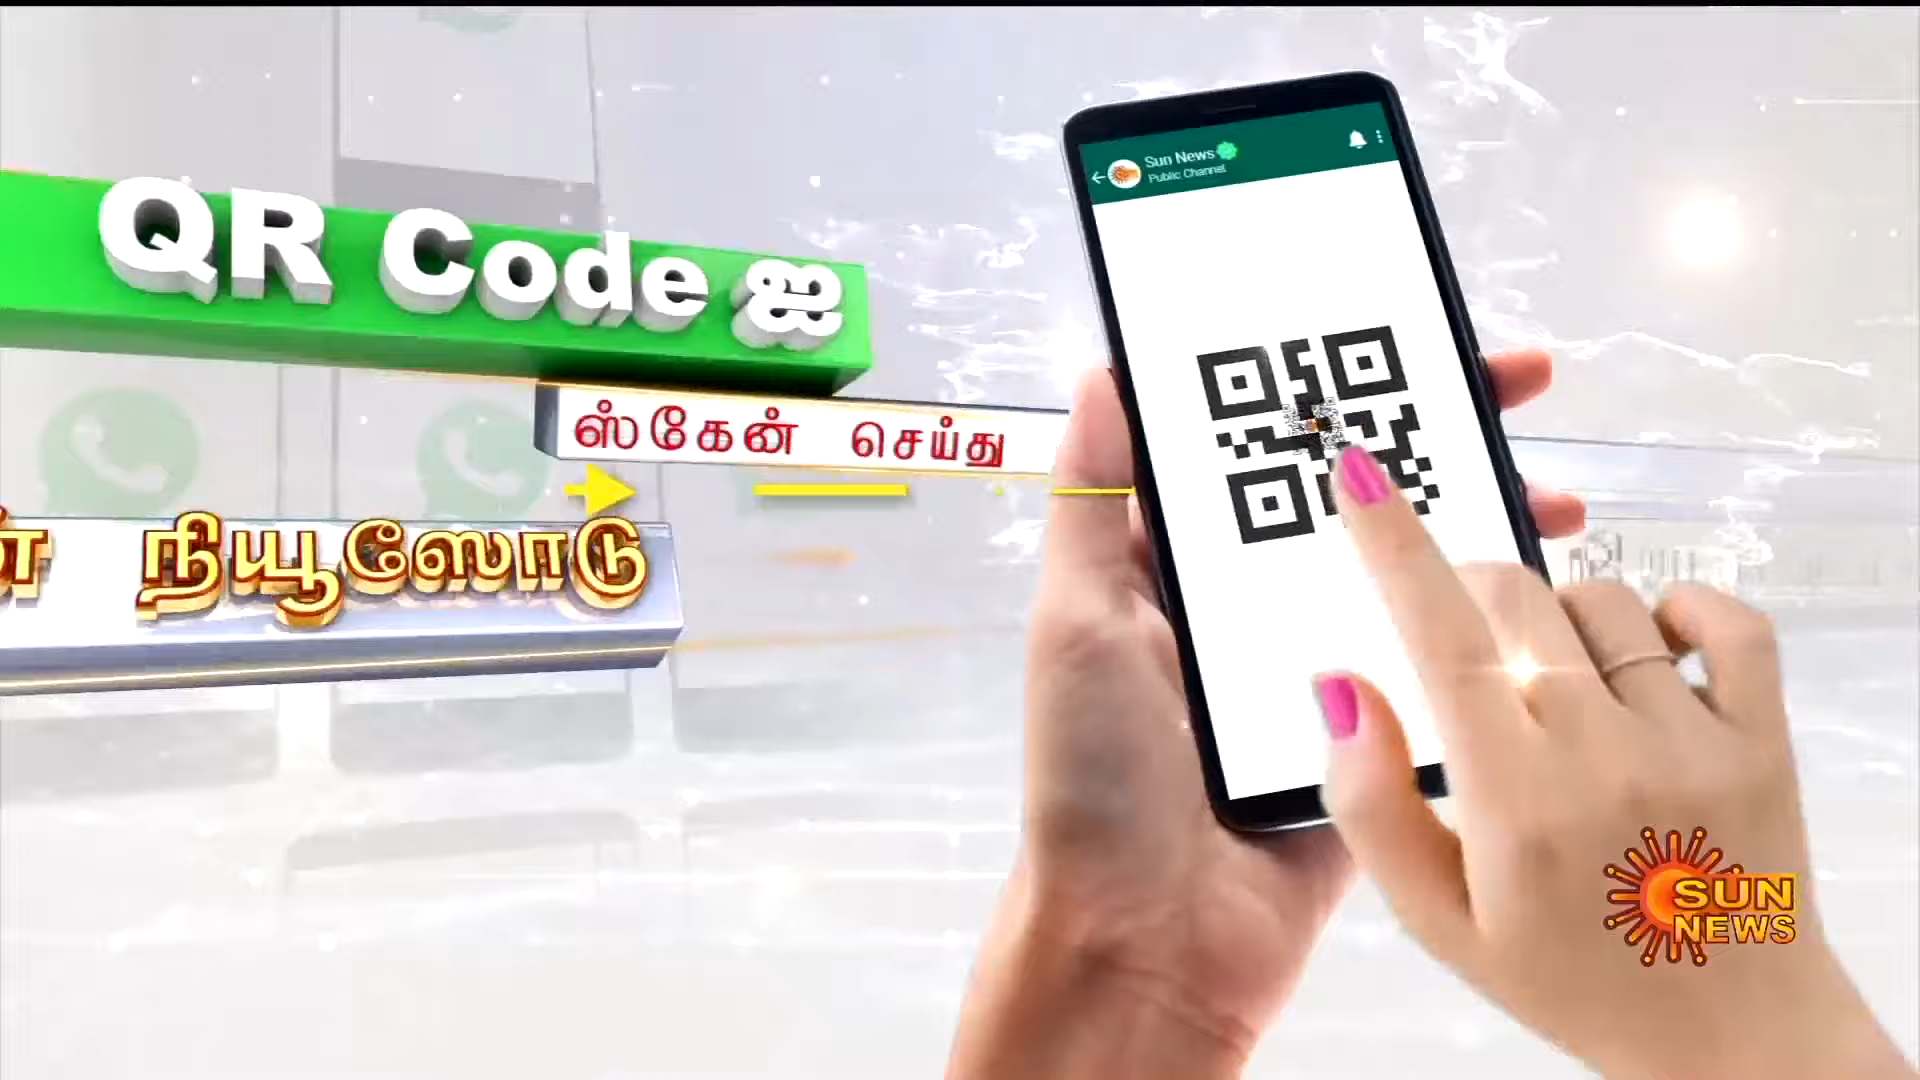 QR Code ஐ
ஸ்கேன் செய்து
நியூஸோடு
Sun News
Public Channel
SUN
NEWS